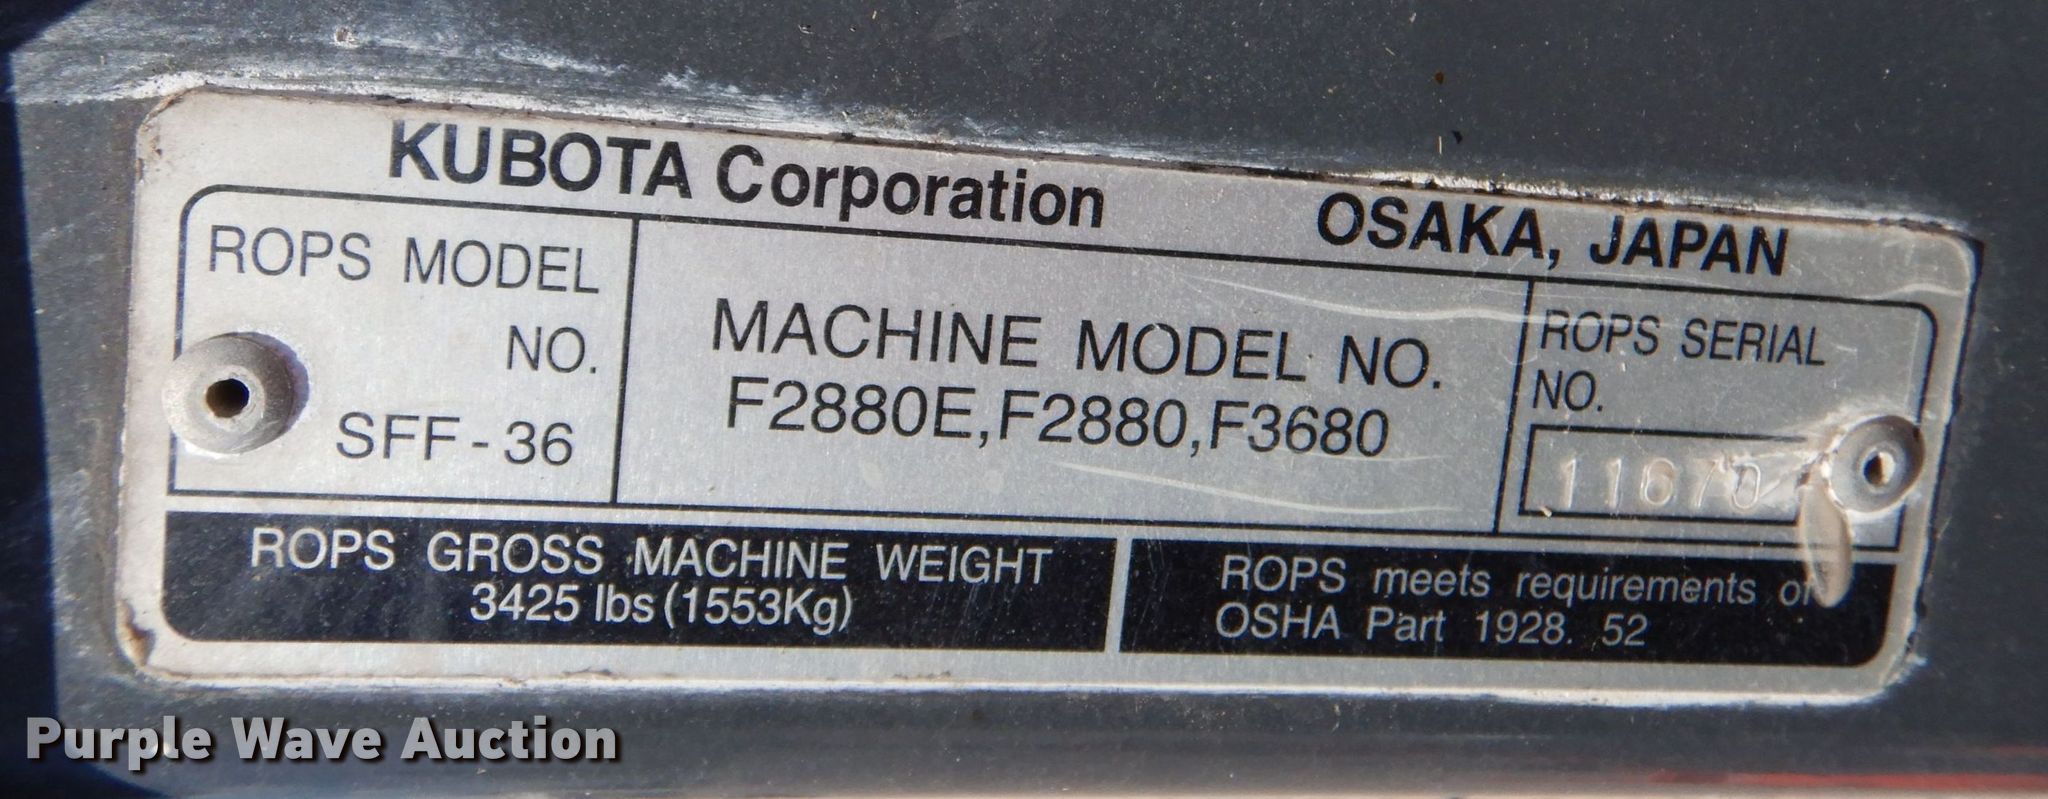 KUBOTA Corporation OSAKA, JAPAN
ROPS MODEL
NO.
SFF-36
MACHINE MODEL NO.
F2880E,F2880,F3680
ROPS SERIAL
NO.
11670
ROPS GROSS MACHINE WEIGHT
3425 lbs(1553Kg)
ROPS meets requirements of
OSHA Part 1928. 52
Purple Wave Auction